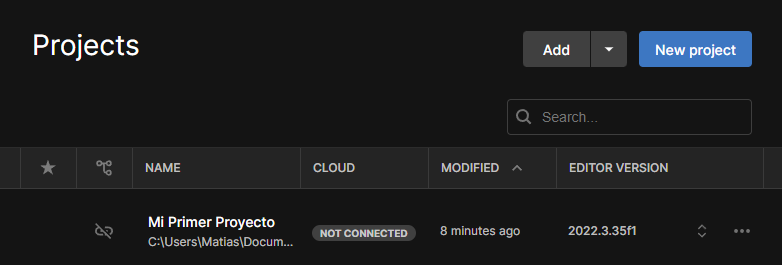 Projects
Add
New project
Search...
NAME
CLOUD
MODIFIED
EDITOR VERSION
Mi Primer Proyecto
C:\Users\Matias\Docum...
NOT CONNECTED
8 minutes ago
2022.3.35f1